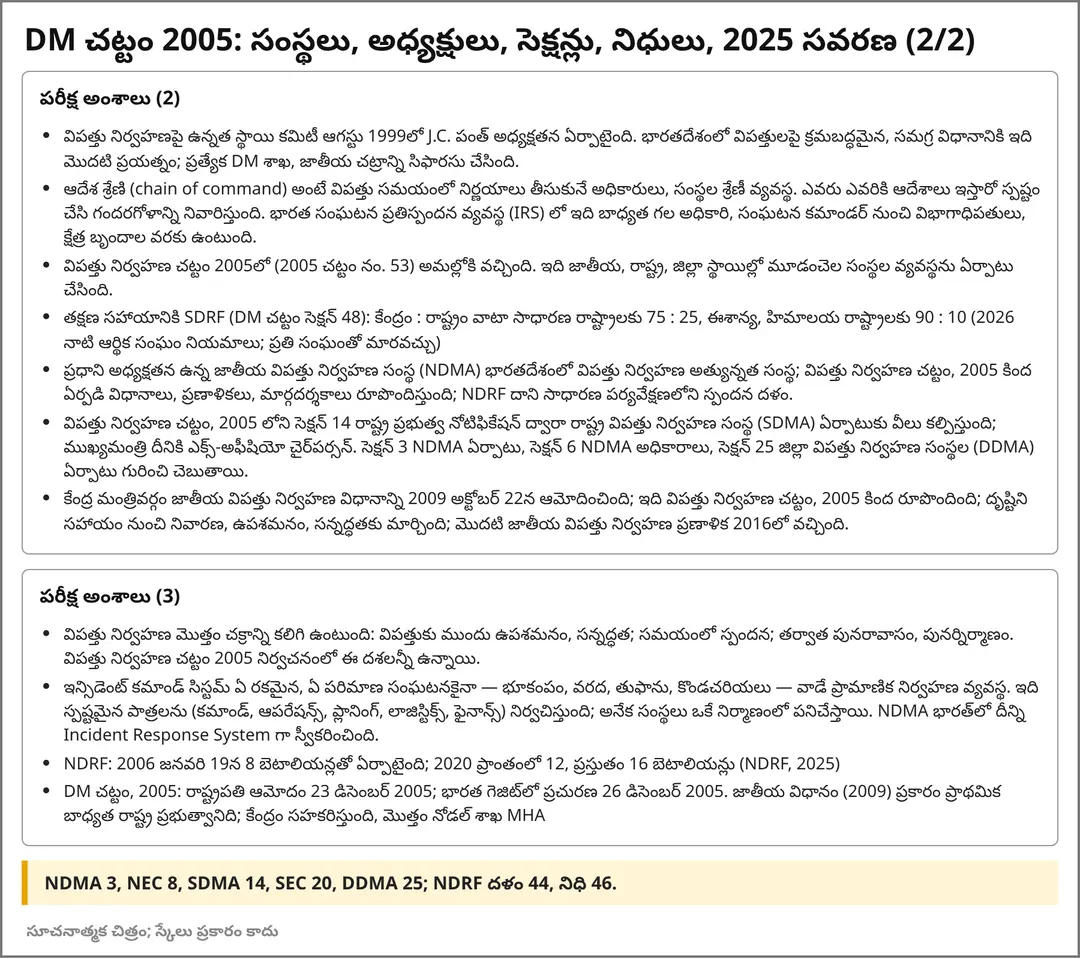 DM చట్టం 2005: సంస్థలు, అధ్యక్షులు, సెక్షన్లు, నిధులు, 2025 సవరణ (2/2)
పరీక్ష అంశాలు (2)
• విపత్తు నిర్వహణపై ఉన్నత స్థాయి కమిటీ ఆగస్టు 1999లో J.C. పంత్ అధ్యక్షతన ఏర్పాటైంది. భారతదేశంలో విపత్తులపై క్రమబద్ధమైన, సమగ్ర విధానానికి ఇది
మొదటి ప్రయత్నం; ప్రత్యేక DM శాఖ, జాతీయ చట్రాన్ని సిఫారసు చేసింది.
• ఆదేశ శ్రేణి (chain of command) అంటే విపత్తు సమయంలో నిర్ణయాలు తీసుకునే అధికారులు, సంస్థల శ్రేణీ వ్యవస్థ. ఎవరు ఎవరికి ఆదేశాలు ఇస్తారో స్పష్టం
చేసి గందరగోళాన్ని నివారిస్తుంది. భారత సంఘటన ప్రతిస్పందన వ్యవస్థ (IRS) లో ఇది బాధ్యత గల అధికారి, సంఘటన కమాండర్ నుంచి విభాగాధిపతులు,
క్షేత్ర బృందాల వరకు ఉంటుంది.
• విపత్తు నిర్వహణ చట్టం 2005లో (2005 చట్టం నం. 53) అమల్లోకి వచ్చింది. ఇది జాతీయ, రాష్ట్ర, జిల్లా స్థాయిల్లో మూడంచెల సంస్థల వ్యవస్థను ఏర్పాటు
చేసింది.
• తక్షణ సహాయానికి SDRF (DM చట్టం సెక్షన్ 48): కేంద్రం : రాష్ట్రం వాటా సాధారణ రాష్ట్రాలకు 75 : 25, ఈశాన్య, హిమాలయ రాష్ట్రాలకు 90 : 10 (2026
నాటి ఆర్థిక సంఘం నియమాలు; ప్రతి సంఘంతో మారవచ్చు)
• ప్రధాని అధ్యక్షతన ఉన్న జాతీయ విపత్తు నిర్వహణ సంస్థ (NDMA) భారతదేశంలో విపత్తు నిర్వహణ అత్యున్నత సంస్థ; విపత్తు నిర్వహణ చట్టం, 2005 కింద
ఏర్పడి విధానాలు, ప్రణాళికలు, మార్గదర్శకాలు రూపొందిస్తుంది; NDRF దాని సాధారణ పర్యవేక్షణలోని స్పందన దళం.
• విపత్తు నిర్వహణ చట్టం, 2005 లోని సెక్షన్ 14 రాష్ట్ర ప్రభుత్వ నోటిఫికేషన్ ద్వారా రాష్ట్ర విపత్తు నిర్వహణ సంస్థ (SDMA) ఏర్పాటుకు వీలు కల్పిస్తుంది;
ముఖ్యమంత్రి దీనికి ఎక్స్-అఫీషియో చైర్‌పర్సన్. సెక్షన్ 3 NDMA ఏర్పాటు, సెక్షన్ 6 NDMA అధికారాలు, సెక్షన్ 25 జిల్లా విపత్తు నిర్వహణ సంస్థల (DDMA)
ఏర్పాటు గురించి చెబుతాయి.
• కేంద్ర మంత్రివర్గం జాతీయ విపత్తు నిర్వహణ విధానాన్ని 2009 అక్టోబర్ 22న ఆమోదించింది; ఇది విపత్తు నిర్వహణ చట్టం, 2005 కింద రూపొందింది; దృష్టిని
సహాయం నుంచి నివారణ, ఉపశమనం, సన్నద్ధతకు మార్చింది; మొదటి జాతీయ విపత్తు నిర్వహణ ప్రణాళిక 2016లో వచ్చింది.
పరీక్ష అంశాలు (3)
• విపత్తు నిర్వహణ మొత్తం చక్రాన్ని కలిగి ఉంటుంది: విపత్తుకు ముందు ఉపశమనం, సన్నద్ధత; సమయంలో స్పందన; తర్వాత పునరావాసం, పునర్నిర్మాణం.
విపత్తు నిర్వహణ చట్టం 2005 నిర్వచనంలో ఈ దశలన్నీ ఉన్నాయి.
• ఇన్సిడెంట్ కమాండ్ సిస్టమ్ ఏ రకమైన, ఏ పరిమాణ సంఘటనకైనా — భూకంపం, వరద, తుఫాను, కొండచరియలు — వాడే ప్రామాణిక నిర్వహణ వ్యవస్థ. ఇది
స్పష్టమైన పాత్రలను (కమాండ్, ఆపరేషన్స్, ప్లానింగ్, లాజిస్టిక్స్, ఫైనాన్స్) నిర్వచిస్తుంది; అనేక సంస్థలు ఒకే నిర్మాణంలో పనిచేస్తాయి. NDMA భారత్‌లో దీన్ని
Incident Response System గా స్వీకరించింది.
• NDRF: 2006 జనవరి 19న 8 బెటాలియన్లతో ఏర్పాటైంది; 2020 ప్రాంతంలో 12, ప్రస్తుతం 16 బెటాలియన్లు (NDRF, 2025)
• DM చట్టం, 2005: రాష్ట్రపతి ఆమోదం 23 డిసెంబర్ 2005; భారత గెజిట్‌లో ప్రచురణ 26 డిసెంబర్ 2005. జాతీయ విధానం (2009) ప్రకారం ప్రాథమిక
బాధ్యత రాష్ట్ర ప్రభుత్వానిది; కేంద్రం సహకరిస్తుంది, మొత్తం నోడల్ శాఖ MHA
NDMA 3, NEC 8, SDMA 14, SEC 20, DDMA 25; NDRF దళం 44, నిధి 46.
సూచనాత్మక చిత్రం; స్కేలు ప్రకారం కాదు